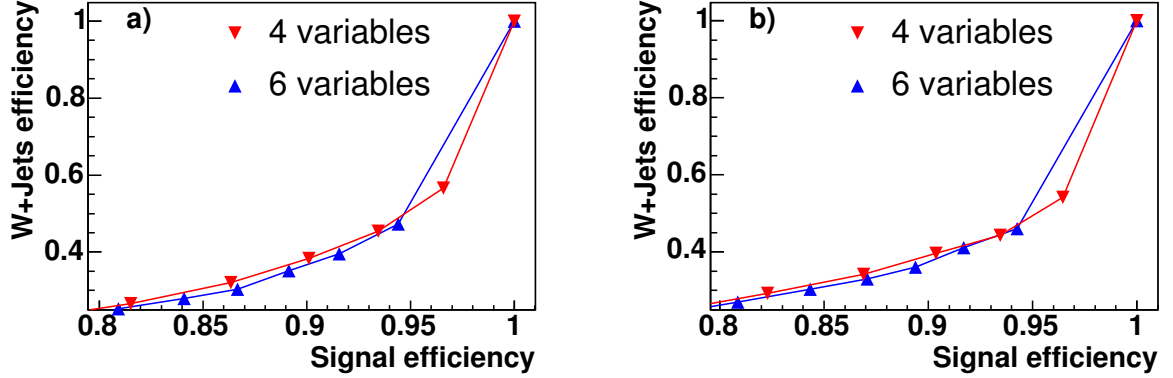 W+Jets efficiency
1
0.8
0.6
0.4
a)
4 variables
6 variables
0.8 0.85 0.9 0.95 1
Signal efficiency
W+Jets efficiency
1
0.8
0.6
0.4
b)
4 variables
6 variables
0.8 0.85 0.9 0.95 1
Signal efficiency